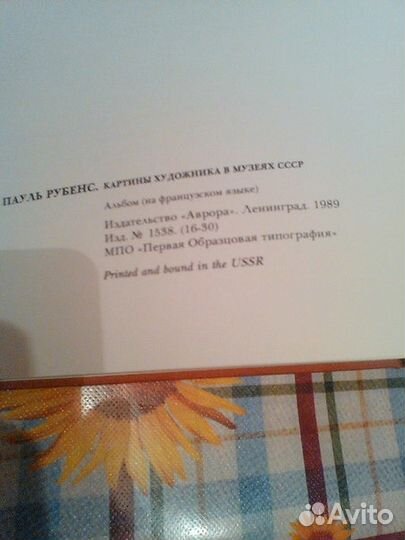 ПАУЛЬ РУБЕНС. КАРТИНЫ ХУДОЖНИКА В МУЗЕЯХ СССР
Альбом (на французском языке)
Издательство «Аврора». Ленинград. 1989
Изд. № 1538. (16-30)
МПО «Первая Образцовая типография»
Printed and bound in the USSR
Avito